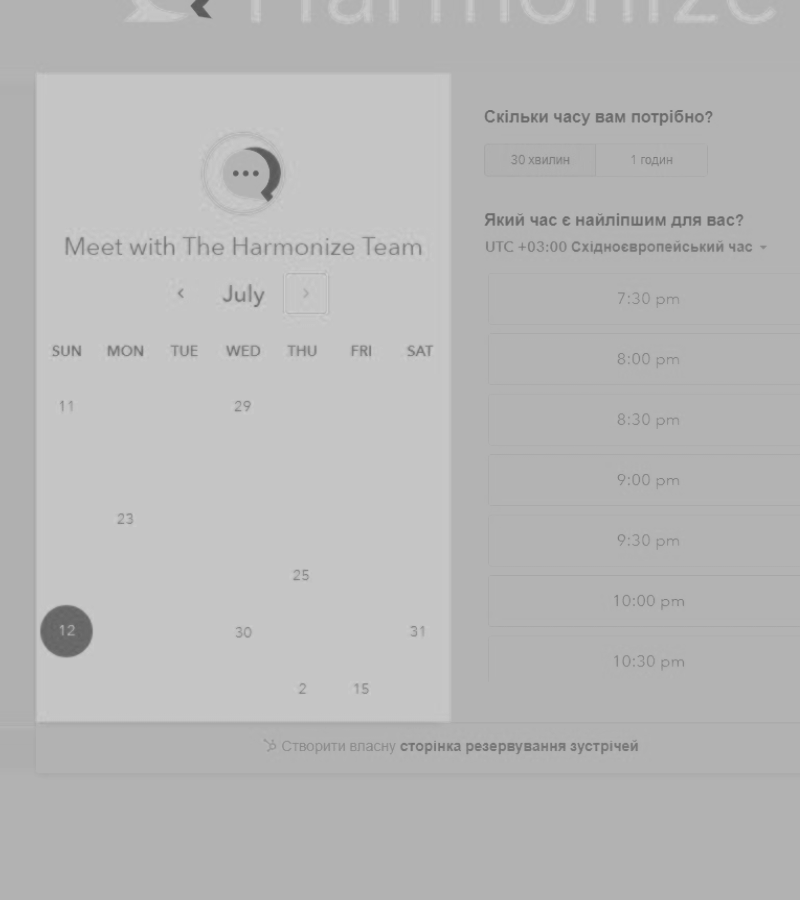 Harmonize
Meet with The Harmonize Team
July
SUN MON TUE WED THU FRI SAT
11 29
23
25
12 30 31
2 15
Скільки часу вам потрібно?
30 хвилин 1 годин
Який час є найліпшим для вас?
UTC +03:00 Східноєвропейський час
7:30 pm
8:00 pm
8:30 pm
9:00 pm
9:30 pm
10:00 pm
10:30 pm
Створити власну сторінка резервування зустрічей